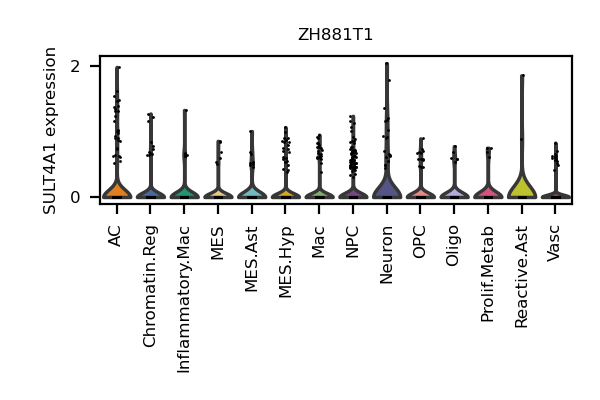 ZH881T1
SULT4A1 expression
2
0
AC
Chromatin.Reg
Inflammatory.Mac
MES
MES.Ast
MES.Hyp
Mac
NPC
Neuron
OPC
Oligo
Prolif.Metab
Reactive.Ast
Vasc